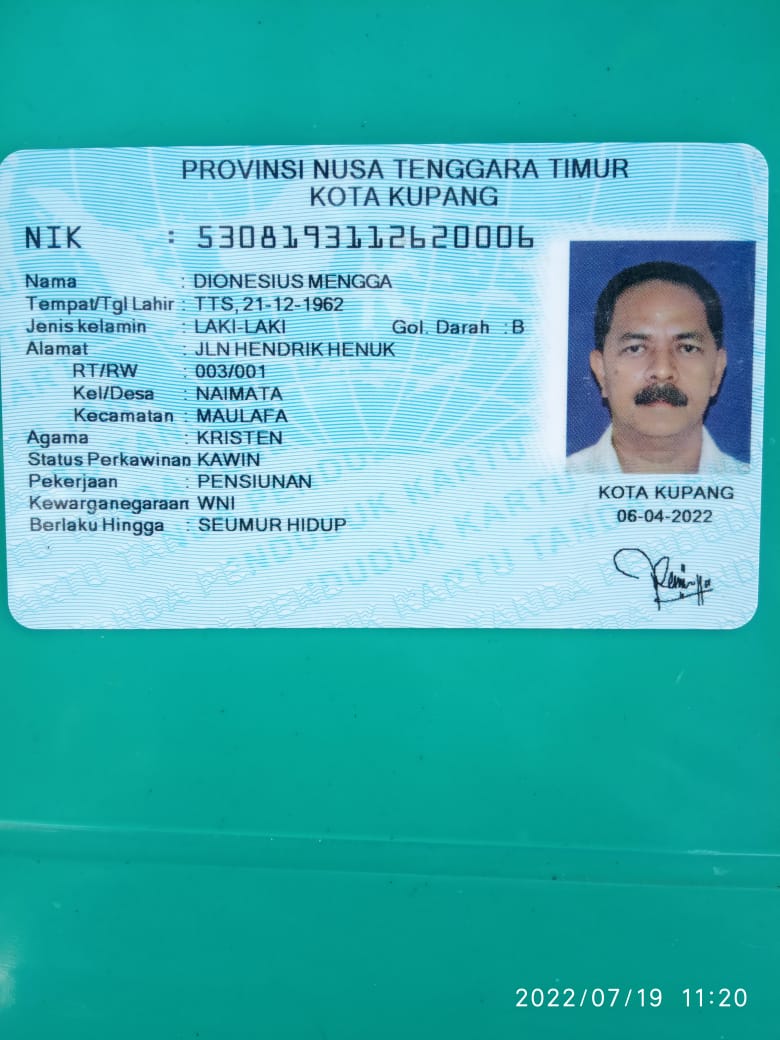 PROVINSI NUSA TENGGARA TIMUR
KOTA KUPANG
NIK : 5308193112620006
Nama : DIONESIUS MENGGA
Tempat/Tgl Lahir : TTS, 21-12-1962
Jenis kelamin : LAKI-LAKI Gol. Darah : B
Alamat : JLN HENDRIK HENUK
RT/RW : 003/001
Kel/Desa : NAIMATA
Kecamatan : MAULAFA
Agama : KRISTEN
Status Perkawinan KAWIN
Pekerjaan : PENSIUNAN
Kewarganegaraan WNI
Berlaku Hingga : SEUMUR HIDUP
KOTA KUPANG
06-04-2022
2022/07/19 11:20